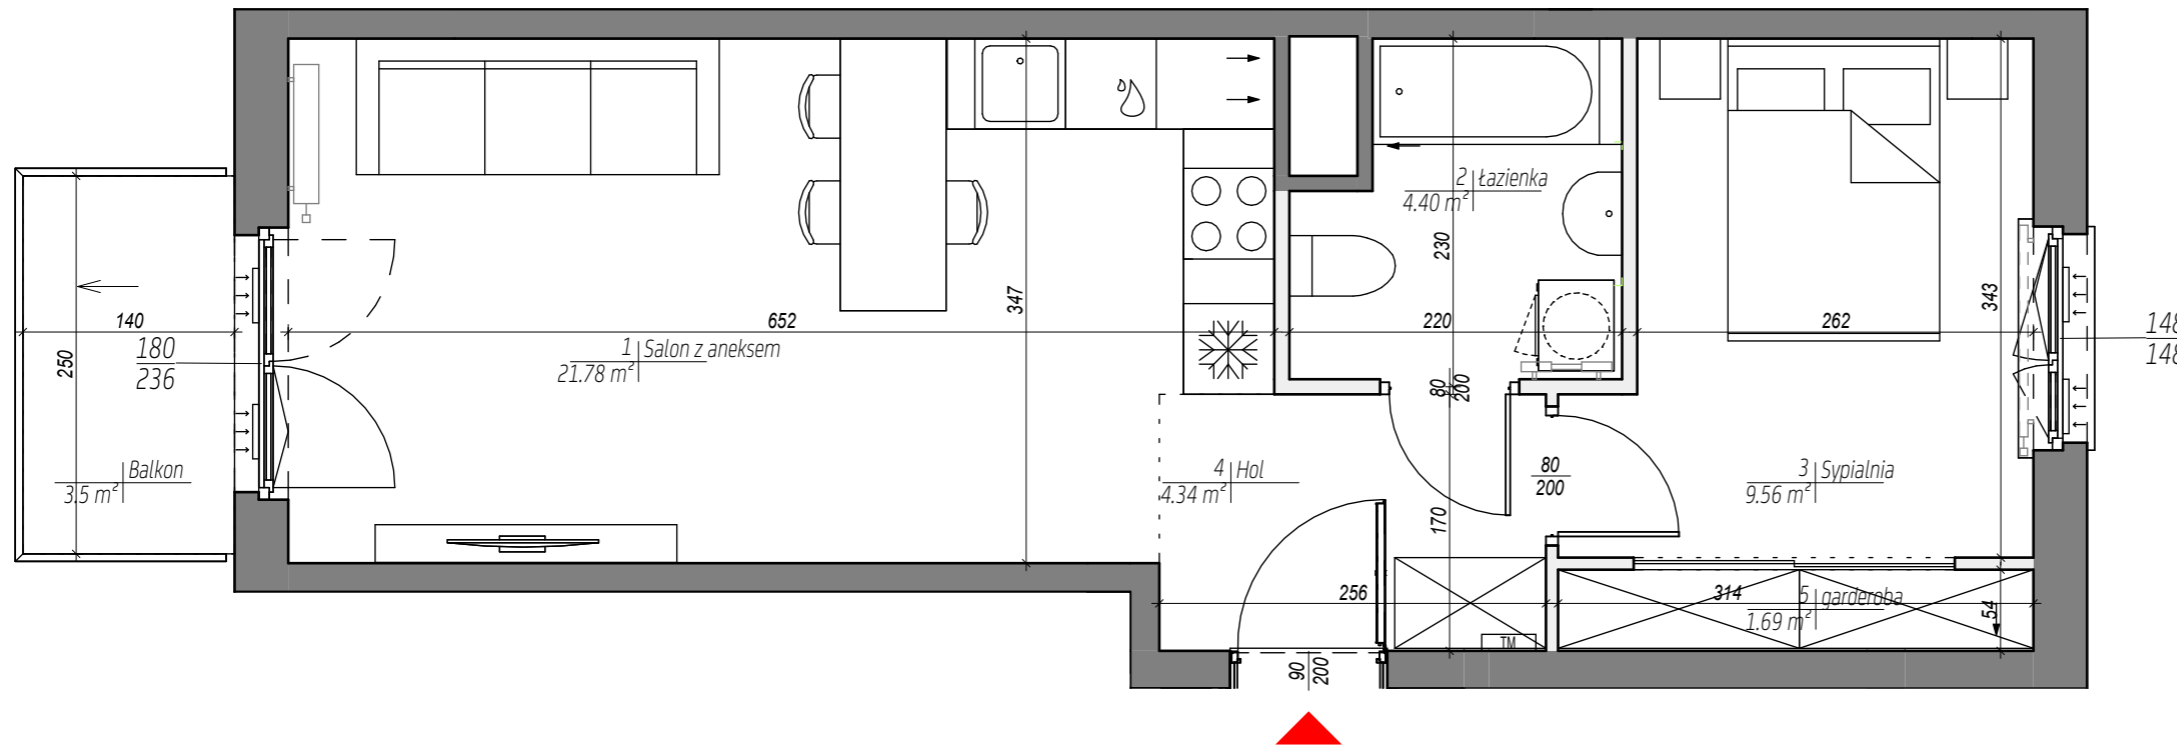 140
250
180
236
Balkon
3.5 m²
652
347
1 Salon z aneksem
21.78 m²
2 Łazienka
4.40 m²
230
220
80
200
4 Hol
4.34 m²
170
256
90
200
TM
80
200
262
343
3 Sypialnia
9.56 m²
314
5 garderoba
1.69 m²
54
148
148